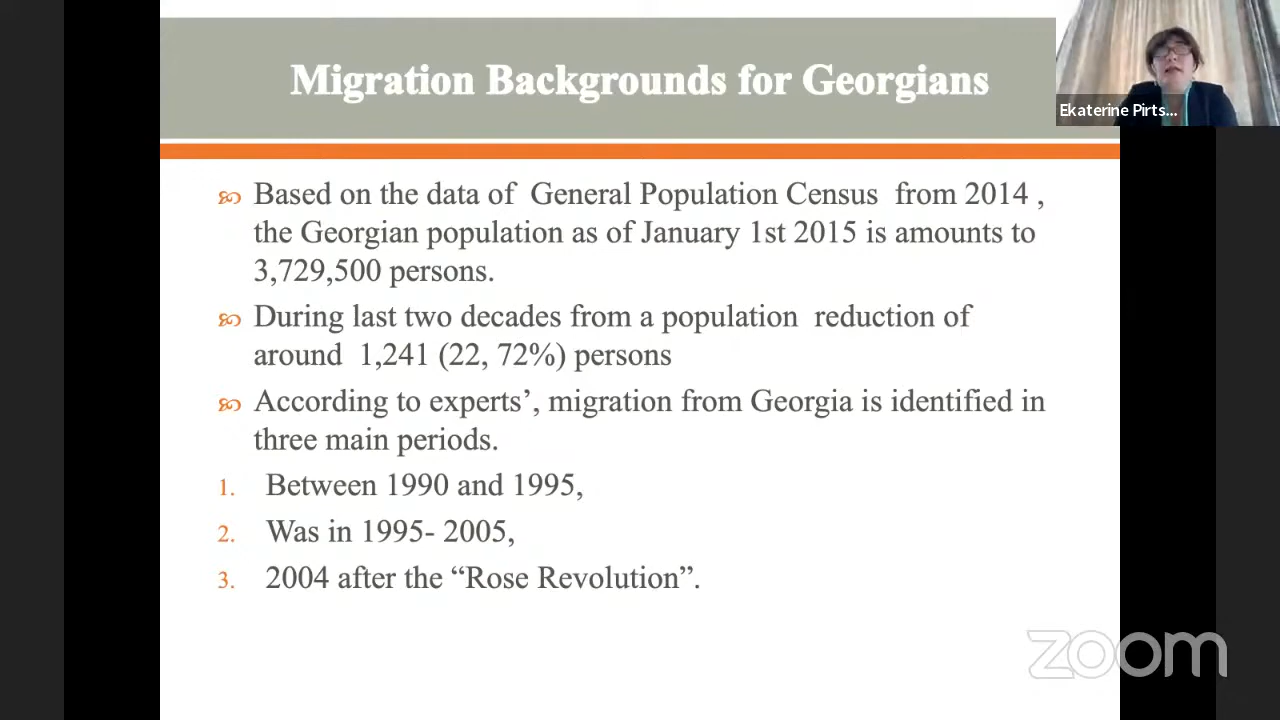 Migration Backgrounds for Georgians
Ekaterine Pirts...
Based on the data of General Population Census from 2014 ,
the Georgian population as of January 1st 2015 is amounts to
3,729,500 persons.
During last two decades from a population reduction of
around 1,241 (22, 72%) persons
According to experts’, migration from Georgia is identified in
three main periods.
1. Between 1990 and 1995,
2. Was in 1995- 2005,
3. 2004 after the “Rose Revolution”.
zoom